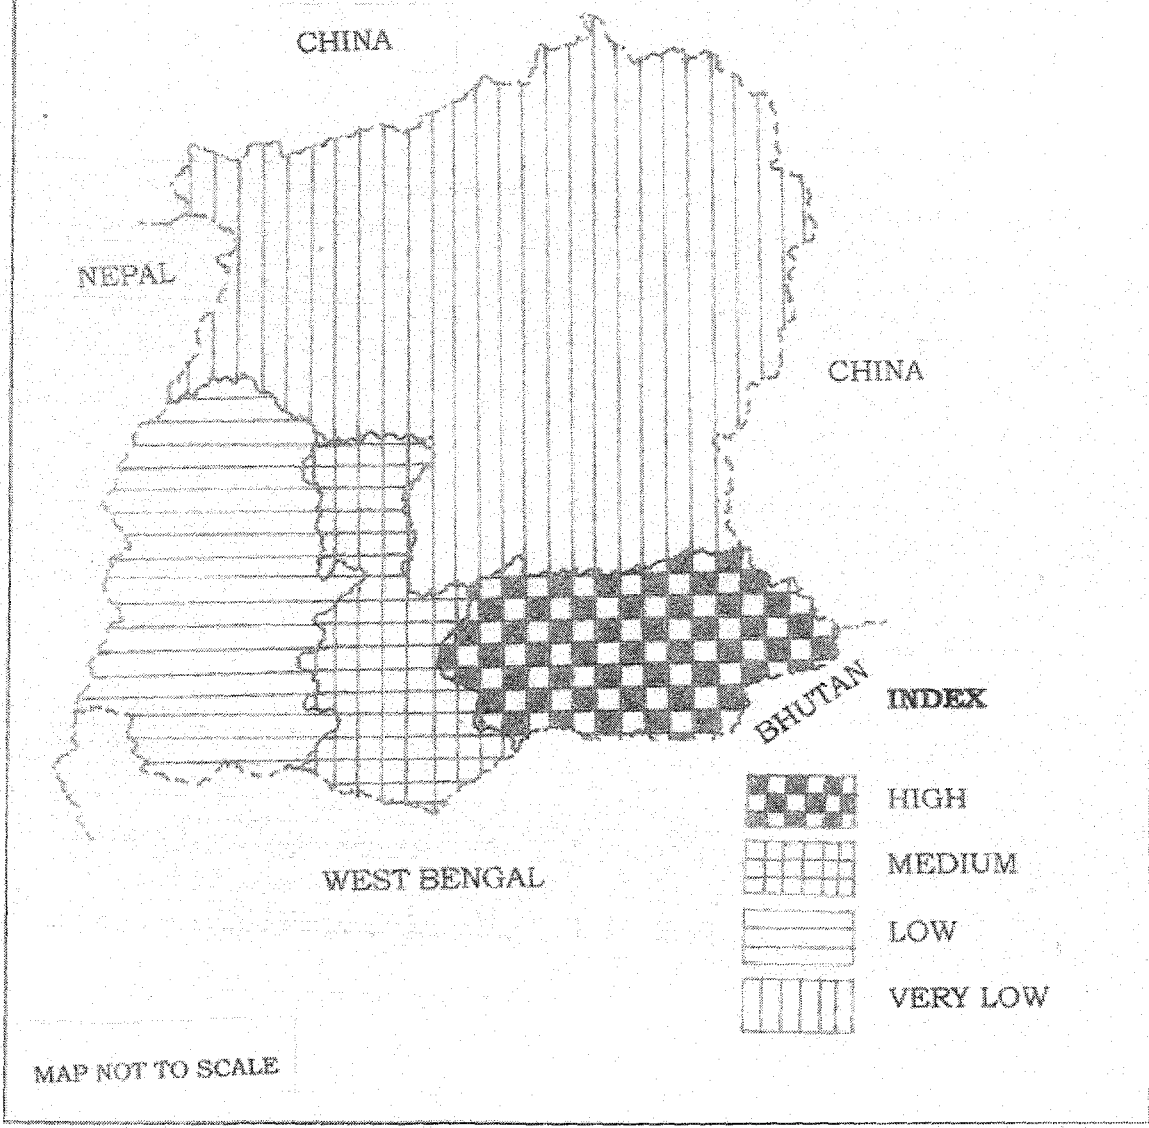 CHINA
NEPAL
CHINA
BHUTAN
INDEX
HIGH
MEDIUM
WEST BENGAL
LOW
VERY LOW
MAP NOT TO SCALE